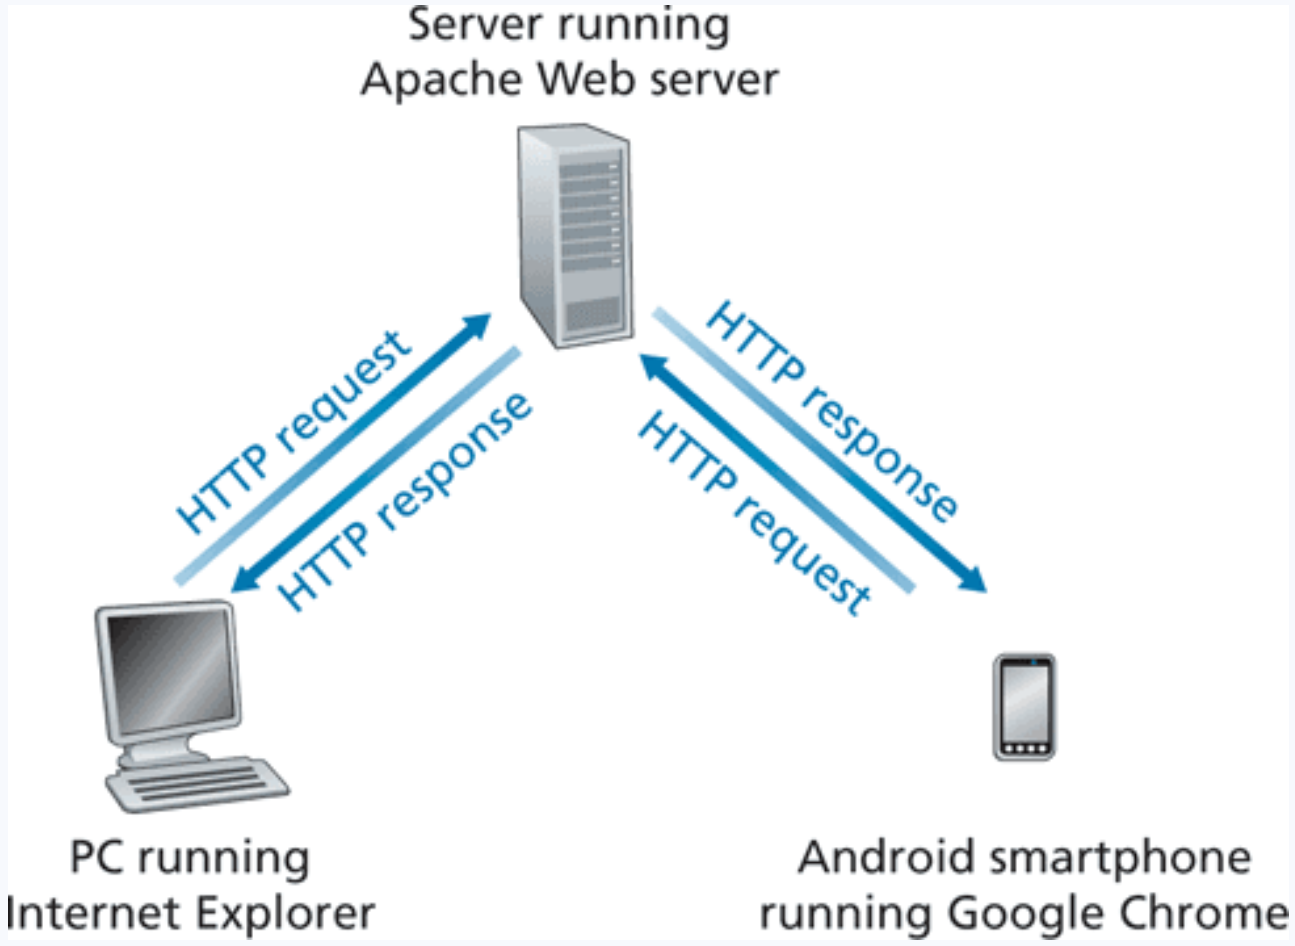 Server running
Apache Web server
HTTP request
HTTP response
HTTP response
HTTP request
PC running
Internet Explorer
Android smartphone
running Google Chrome